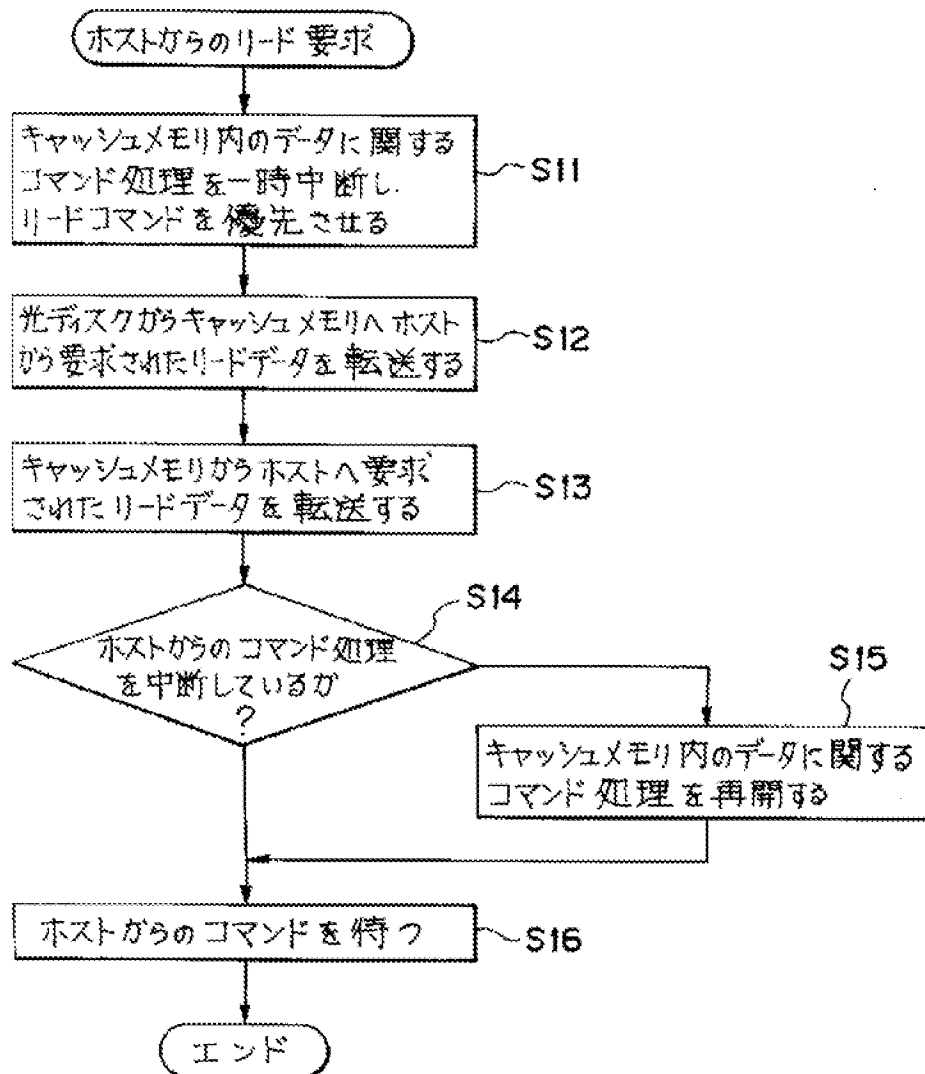 ホストからのリード要求
キャッシュメモリ内のデータに関する
コマンド処理を一時中断し
リードコマンドを優先させる
S11
光ディスクからキャッシュメモリへホスト
から要求されたリードデータを転送する
S12
キャッシュメモリからホストへ要求
されたリードデータを転送する
S13
S14
ホストからのコマンド処理
を中断しているか
?
S15
キャッシュメモリ内のデータに関する
コマンド処理を再開する
ホストからのコマンドを待つ
S16
エンド